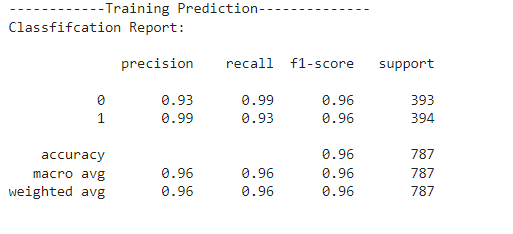 ------------Training Prediction--------------
Classfifcation Report:
precision recall f1-score support
0 0.93 0.99 0.96 393
1 0.99 0.93 0.96 394
accuracy 0.96 787
macro avg 0.96 0.96 0.96 787
weighted avg 0.96 0.96 0.96 787